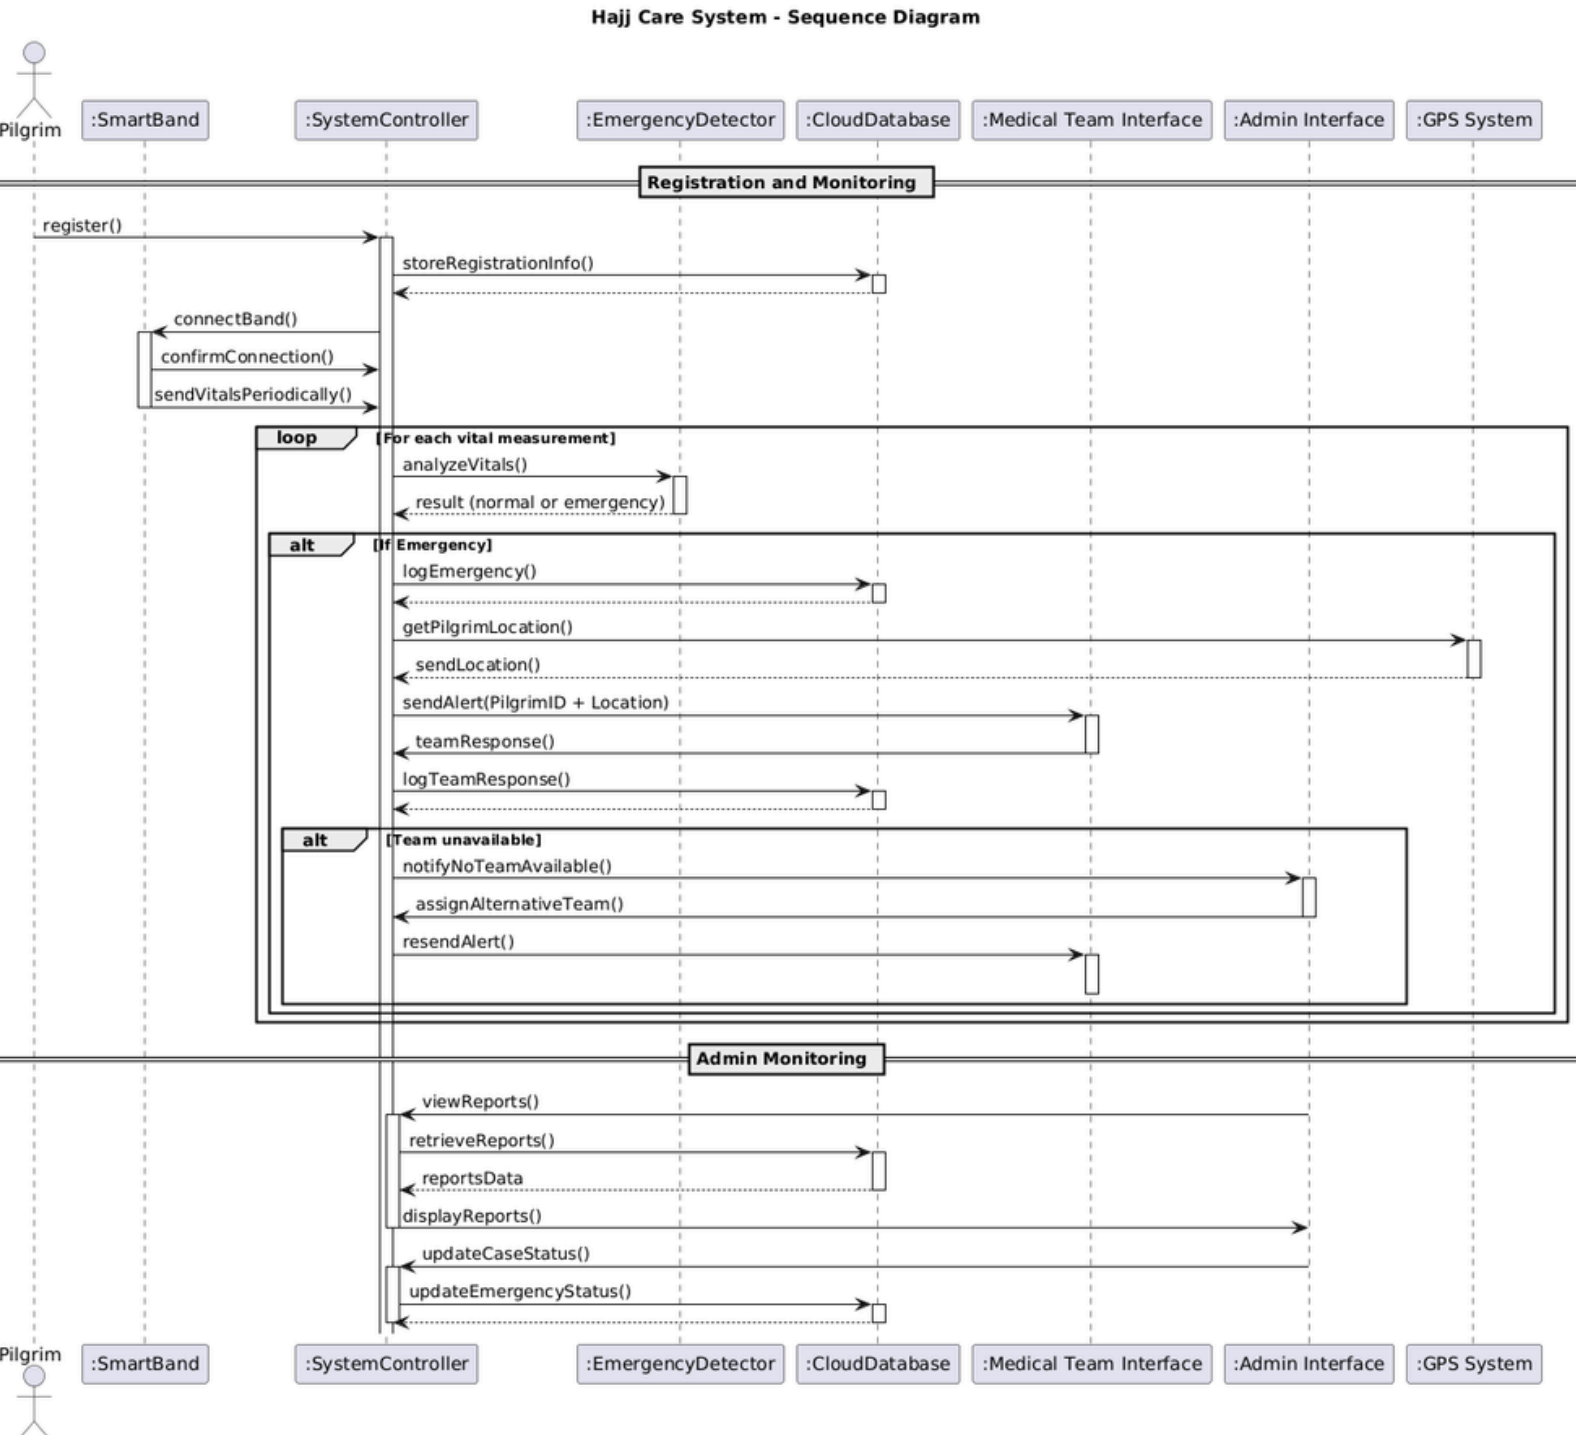 Hajj Care System - Sequence Diagram
Pilgrim
:SmartBand
:SystemController
:EmergencyDetector
:CloudDatabase
:Medical Team Interface
:Admin Interface
:GPS System
Registration and Monitoring
register()
storeRegistrationInfo()
connectBand()
confirmConnection()
sendVitalsPeriodically()
loop
[For each vital measurement]
analyzeVitals()
result (normal or emergency)
alt
[If Emergency]
logEmergency()
getPilgrimLocation()
sendLocation()
sendAlert(PilgrimID + Location)
teamResponse()
logTeamResponse()
alt
[Team unavailable]
notifyNoTeamAvailable()
assignAlternativeTeam()
resendAlert()
Admin Monitoring
viewReports()
retrieveReports()
reportsData
displayReports()
updateCaseStatus()
updateEmergencyStatus()
Pilgrim
:SmartBand
:SystemController
:EmergencyDetector
:CloudDatabase
:Medical Team Interface
:Admin Interface
:GPS System